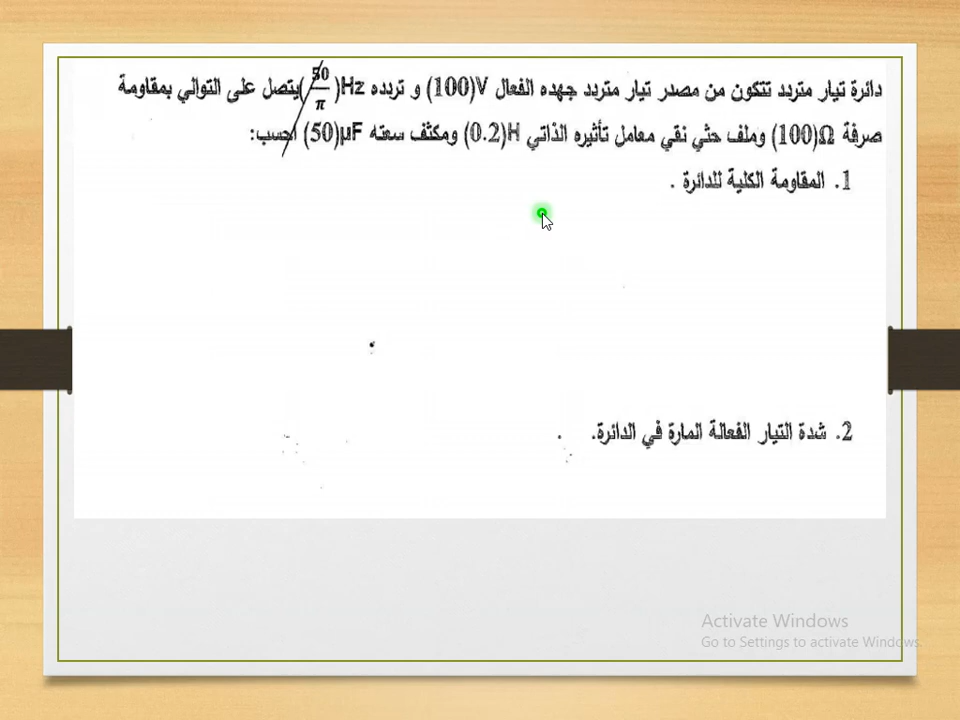 دائرة تيار متردد تتكون من مصدر تيار متردد جهده الفعال 100)V) و تردده Hz(50/π)يتصل على التوالي بمقاومة
صرفة 100)Ω) وملف حثي نقي معامل تأثيره الذاتي 0.2)H) ومكثف سعته 50)µF) احسب:
1. المقاومة الكلية للدائرة .
2. شدة التيار الفعالة المارة في الدائرة.
Activate Windows
Go to Settings to activate Windows.